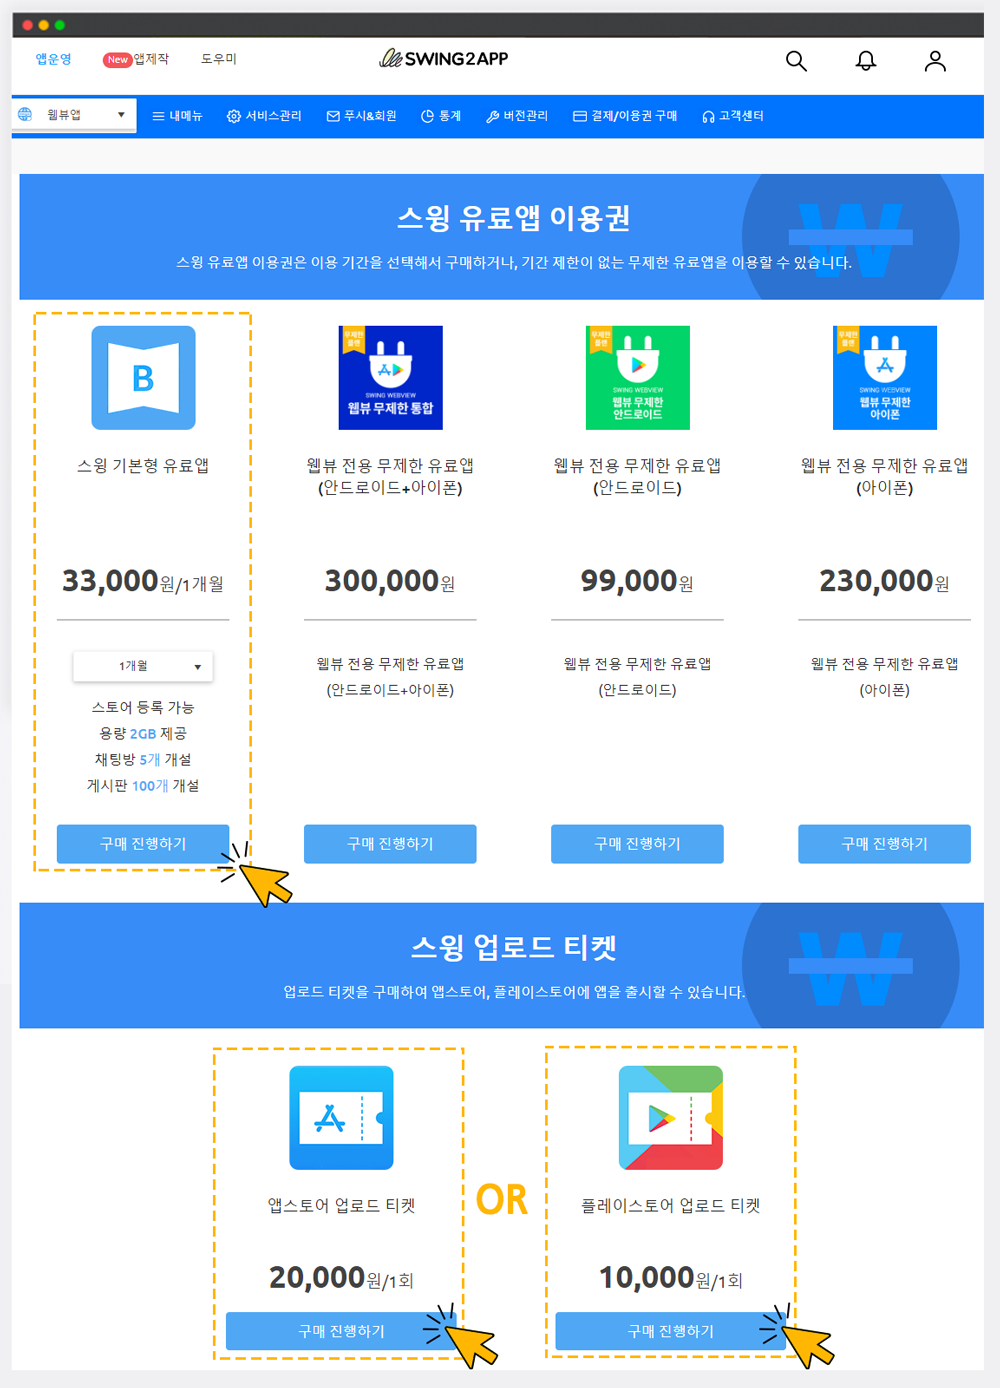 앱운영
New 앱제작
도우미
SWING2APP
웹뷰앱
내메뉴
서비스관리
푸시&회원
통계
버전관리
결제/이용권 구매
고객센터
스윙 유료앱 이용권
스윙 유료앱 이용권은 이용 기간을 선택해서 구매하거나, 기간 제한이 없는 무제한 유료앱을 이용할 수 있습니다.
B
스윙 기본형 유료앱
33,000원/1개월
1개월
스토어 등록 가능
용량 2GB 제공
채팅방 5개 개설
게시판 100개 개설
구매 진행하기
무제한
플랜
SWING WEBVIEW
웹뷰 무제한 통합
웹뷰 전용 무제한 유료앱
(안드로이드+아이폰)
300,000원
웹뷰 전용 무제한 유료앱
(안드로이드+아이폰)
구매 진행하기
무제한
플랜
SWING WEBVIEW
웹뷰 무제한
안드로이드
웹뷰 전용 무제한 유료앱
(안드로이드)
99,000원
웹뷰 전용 무제한 유료앱
(안드로이드)
구매 진행하기
무제한
플랜
SWING WEBVIEW
웹뷰 무제한
아이폰
웹뷰 전용 무제한 유료앱
(아이폰)
230,000원
웹뷰 전용 무제한 유료앱
(아이폰)
구매 진행하기
스윙 업로드 티켓
업로드 티켓을 구매하여 앱스토어, 플레이스토어에 앱을 출시할 수 있습니다.
앱스토어 업로드 티켓
20,000원/1회
구매 진행하기
OR
플레이스토어 업로드 티켓
10,000원/1회
구매 진행하기